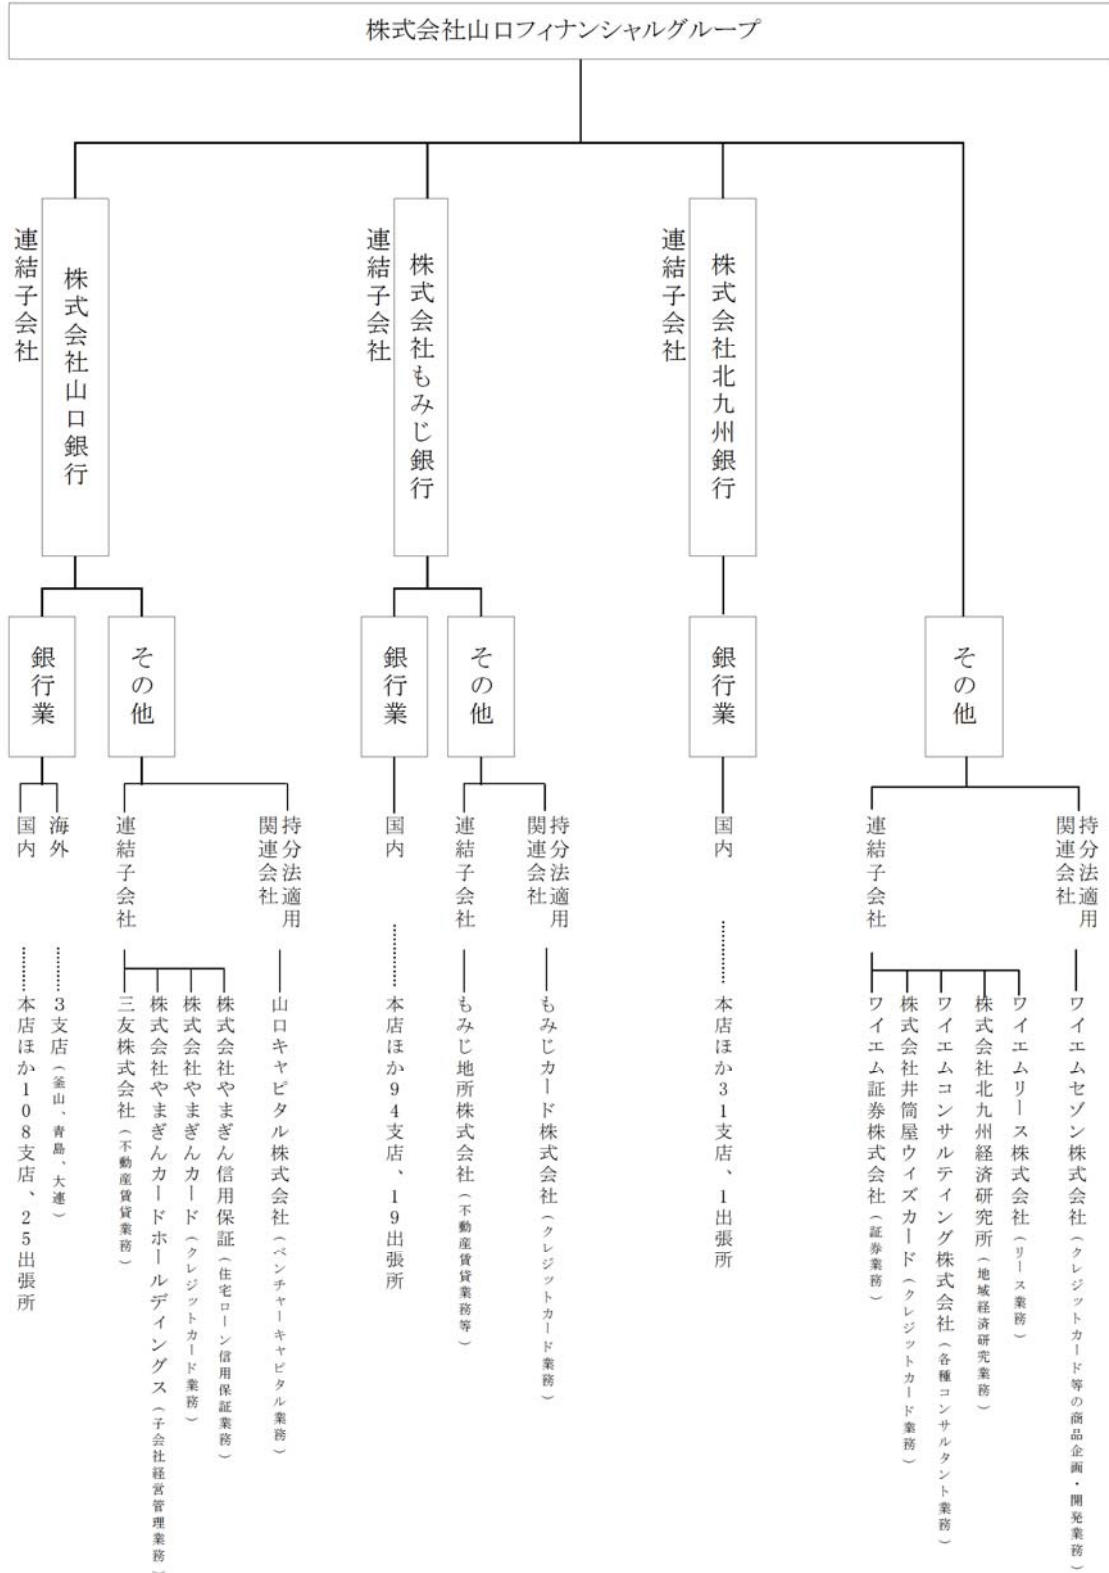 株式会社山口フィナンシャルグループ
連結子会社
株式会社山口銀行
連結子会社
株式会社もみじ銀行
連結子会社
株式会社北九州銀行
銀行業
その他
銀行業
その他
銀行業
その他
国内
海外
連結子会社
持分法適用
関連会社
国内
連結子会社
持分法適用
関連会社
国内
連結子会社
持分法適用
関連会社
本店ほか108支店、25出張所
3支店（釜山、青島、大連）
三友株式会社（不動産賃貸業務）
株式会社やまぎんカードホールディングス（子会社経営管理業務）
株式会社やまぎんカード（クレジットカード業務）
株式会社やまぎん信用保証（住宅ローン信用保証業務）
山口キャピタル株式会社（ベンチャーキャピタル業務）
本店ほか94支店、19出張所
もみじ地所株式会社（不動産賃貸業務等）
もみじカード株式会社（クレジットカード業務）
本店ほか31支店、1出張所
ワイエム証券株式会社（証券業務）
株式会社井筒屋ウィズカード（クレジットカード業務）
ワイエムコンサルティング株式会社（各種コンサルタント業務）
株式会社北九州経済研究所（地域経済研究業務）
ワイエムリース株式会社（リース業務）
ワイエムセゾン株式会社（クレジットカード等の商品企画・開発業務）